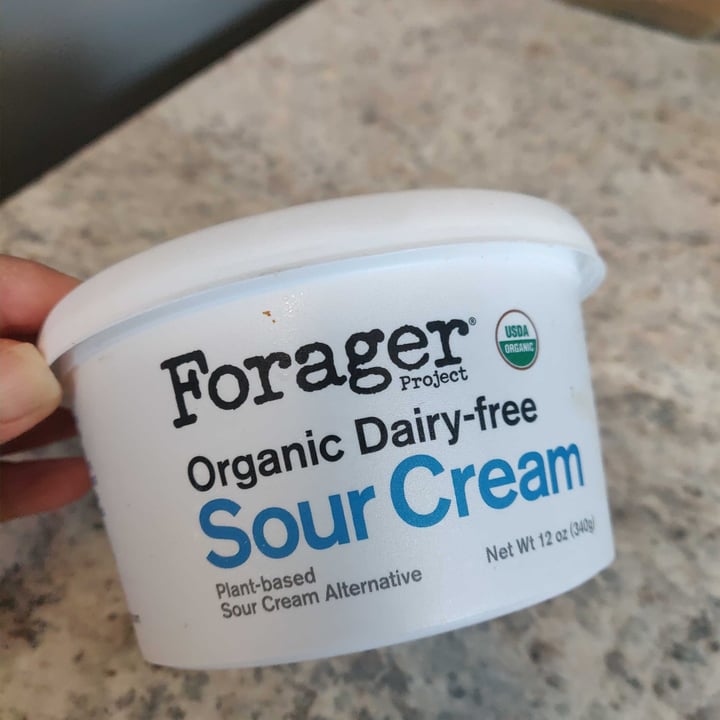 Forager®
Project
USDA
ORGANIC
Organic Dairy-free
Sour Cream
Plant-based
Sour Cream Alternative
Net Wt 12 oz (340g)